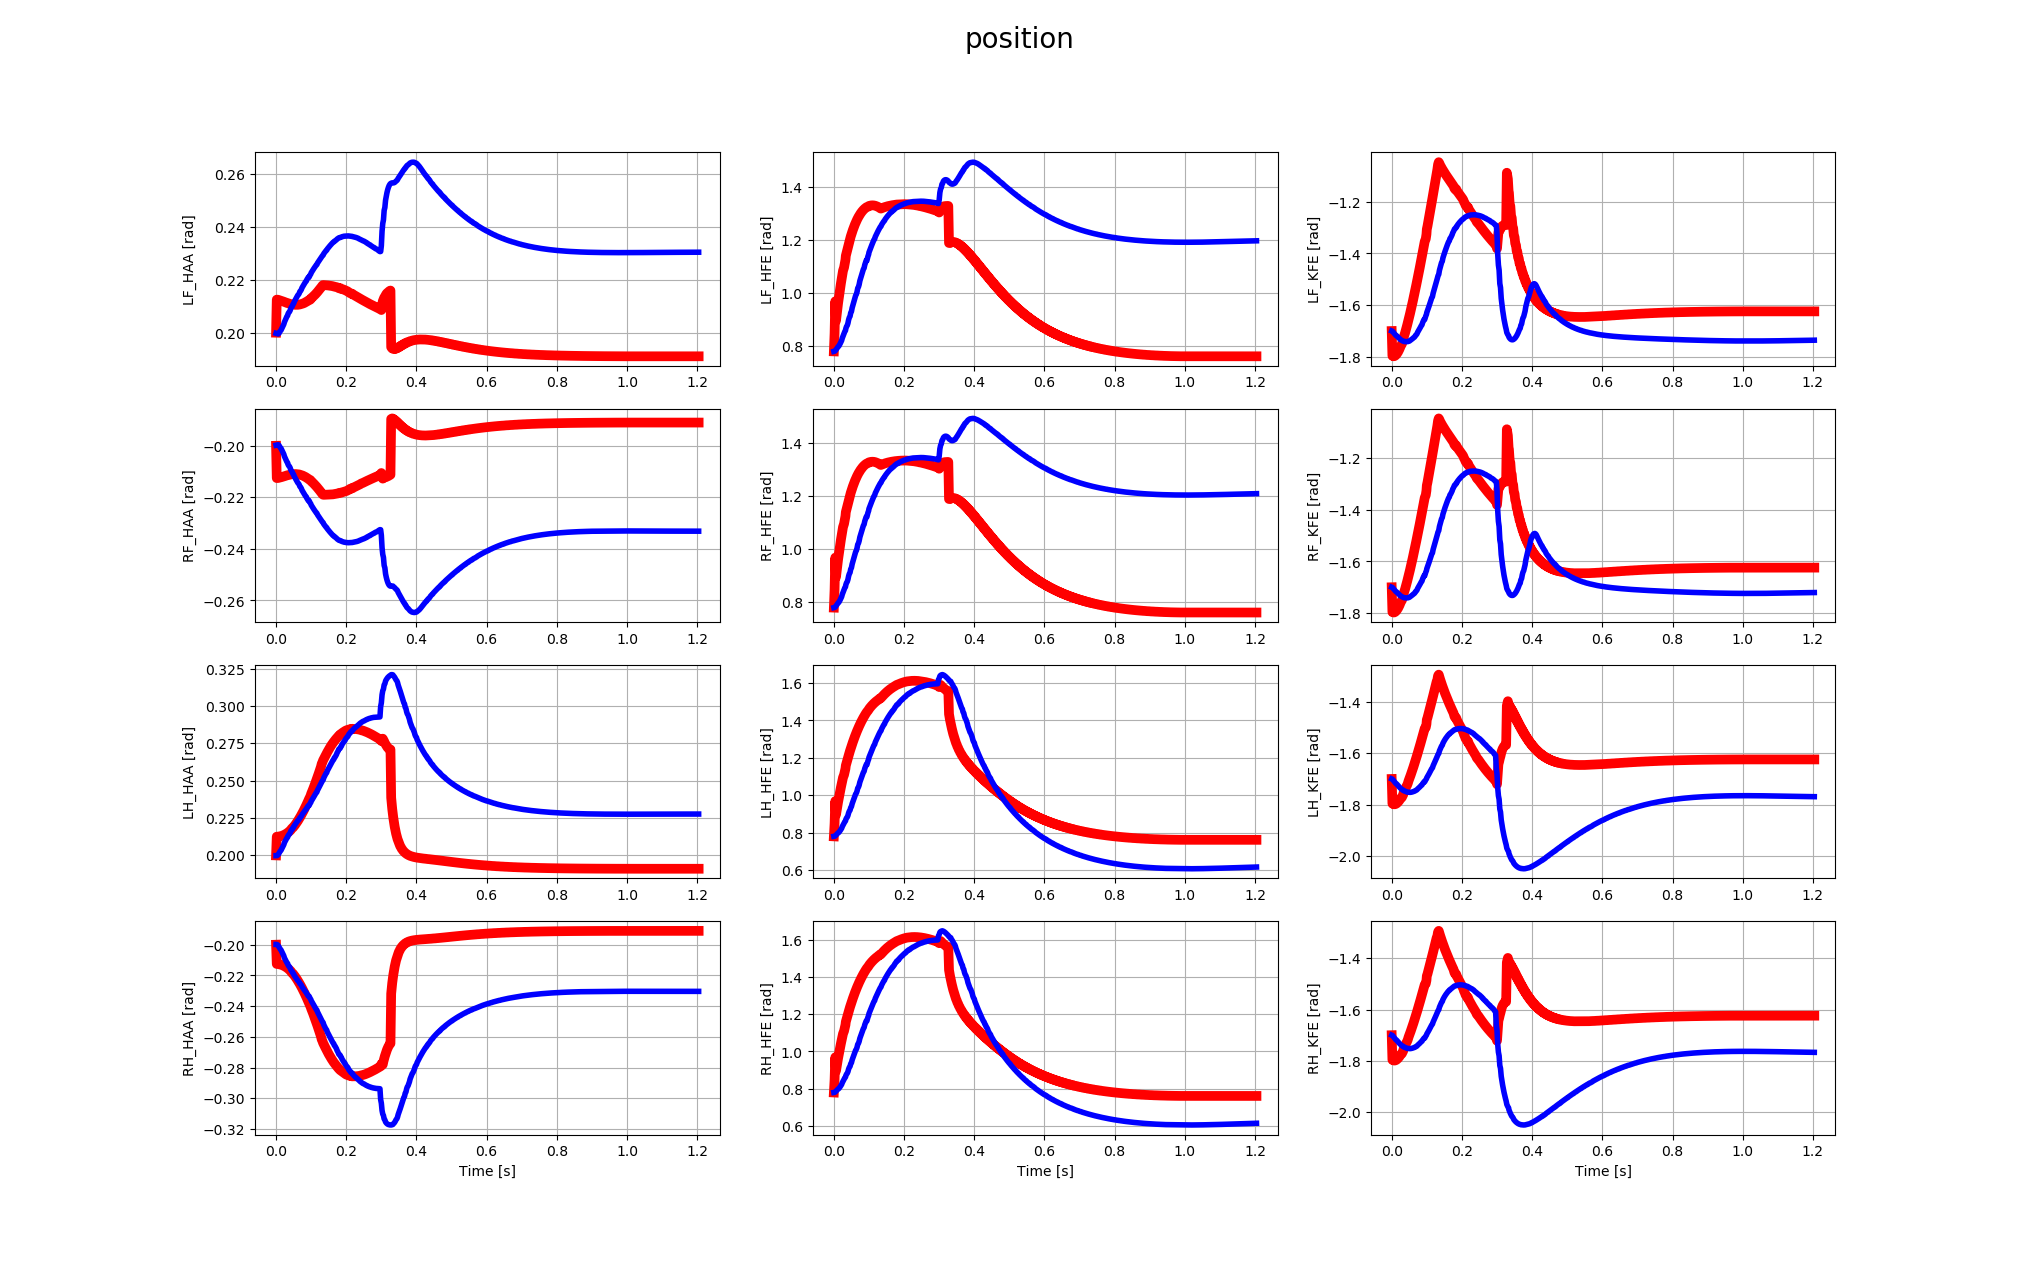 position
LF_HAA [rad]
0.26
0.24
0.22
0.20
0.0 0.2 0.4 0.6 0.8 1.0 1.2
LF_HFE [rad]
1.4
1.2
1.0
0.8
0.0 0.2 0.4 0.6 0.8 1.0 1.2
LF_KFE [rad]
−1.2
−1.4
−1.6
−1.8
0.0 0.2 0.4 0.6 0.8 1.0 1.2
RF_HAA [rad]
−0.20
−0.22
−0.24
−0.26
0.0 0.2 0.4 0.6 0.8 1.0 1.2
RF_HFE [rad]
1.4
1.2
1.0
0.8
0.0 0.2 0.4 0.6 0.8 1.0 1.2
RF_KFE [rad]
−1.2
−1.4
−1.6
−1.8
0.0 0.2 0.4 0.6 0.8 1.0 1.2
LH_HAA [rad]
0.325
0.300
0.275
0.250
0.225
0.200
0.0 0.2 0.4 0.6 0.8 1.0 1.2
LH_HFE [rad]
1.6
1.4
1.2
1.0
0.8
0.6
0.0 0.2 0.4 0.6 0.8 1.0 1.2
LH_KFE [rad]
−1.4
−1.6
−1.8
−2.0
0.0 0.2 0.4 0.6 0.8 1.0 1.2
RH_HAA [rad]
−0.20
−0.22
−0.24
−0.26
−0.28
−0.30
−0.32
0.0 0.2 0.4 0.6 0.8 1.0 1.2
Time [s]
RH_HFE [rad]
1.6
1.4
1.2
1.0
0.8
0.6
0.0 0.2 0.4 0.6 0.8 1.0 1.2
Time [s]
RH_KFE [rad]
−1.4
−1.6
−1.8
−2.0
0.0 0.2 0.4 0.6 0.8 1.0 1.2
Time [s]